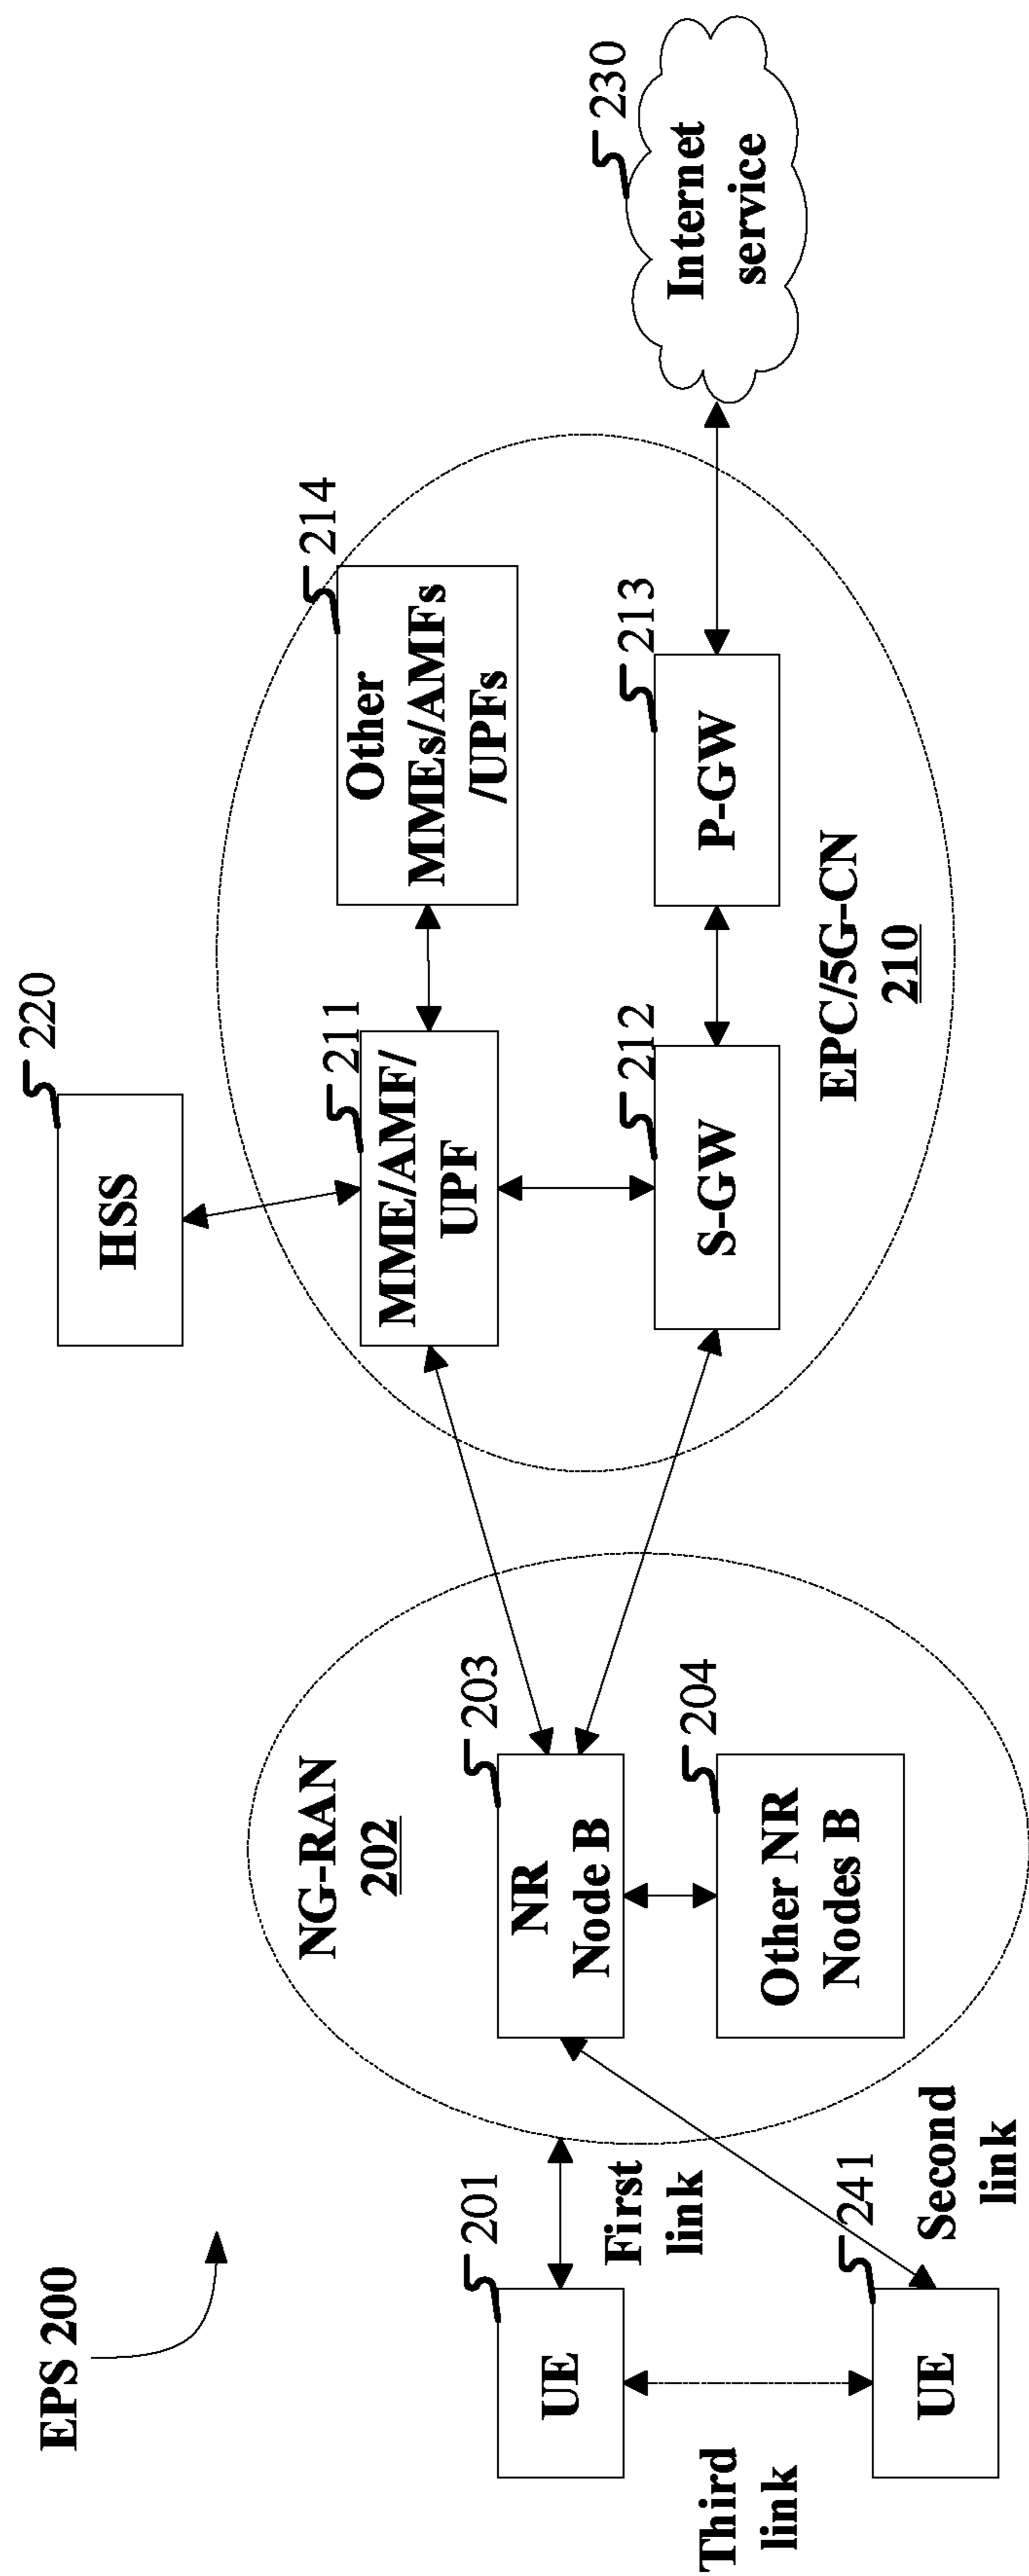 EPS 200
HSS
220
NG-RAN
202
UE
201
First
link
NR
Node B
203
Other NR
Nodes B
204
Third
link
UE
241
Second
link
MME/AMF/
UPF
211
Other
MMEs/AMFs
/UPFs
214
S-GW
212
P-GW
213
EPC/5G-CN
210
Internet
service
230